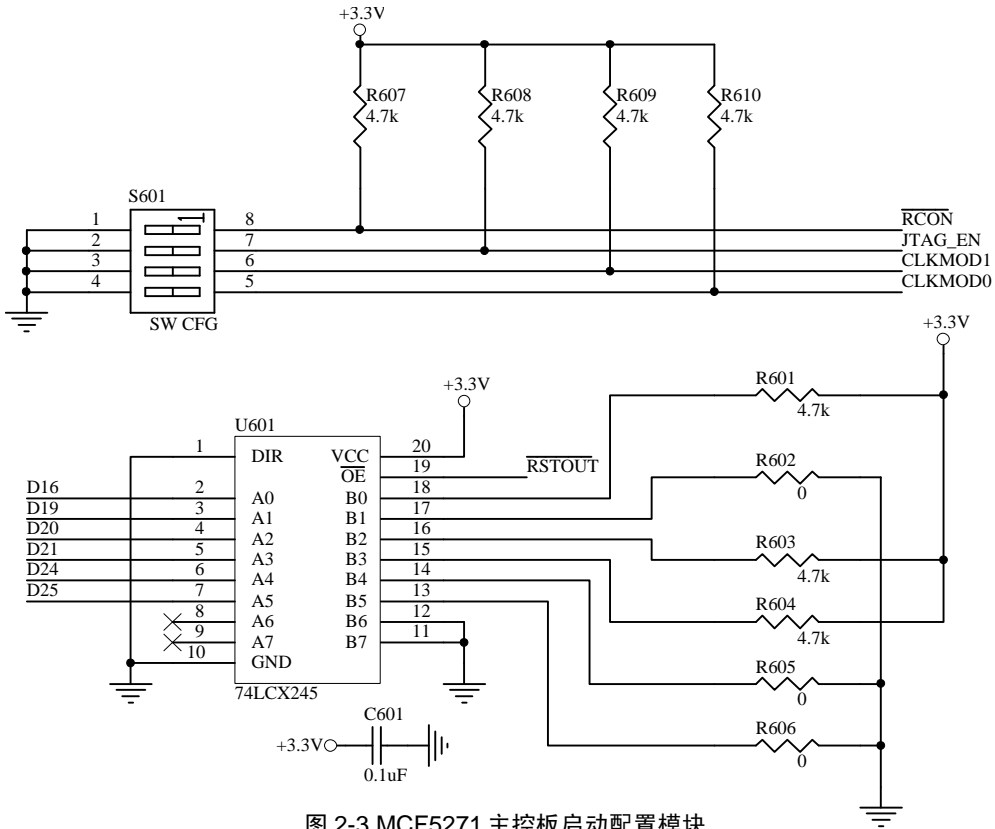 +3.3V
R607
4.7k
R608
4.7k
R609
4.7k
R610
4.7k
S601
1
2
3
4
8
7
6
5
SW CFG
RCON
JTAG_EN
CLKMOD1
CLKMOD0
+3.3V
R601
4.7k
R602
0
R603
4.7k
R604
4.7k
R605
0
R606
0
+3.3V
U601
1 DIR VCC 20
OE 19 RSTOUT
D16 2 A0 B0 18
D19 3 A1 B1 17
D20 4 A2 B2 16
D21 5 A3 B3 15
D24 6 A4 B4 14
D25 7 A5 B5 13
8 A6 B6 12
9 A7 B7 11
10 GND
74LCX245
C601
+3.3V
0.1uF
图 2-3 MCF5271 主控板启动配置模块